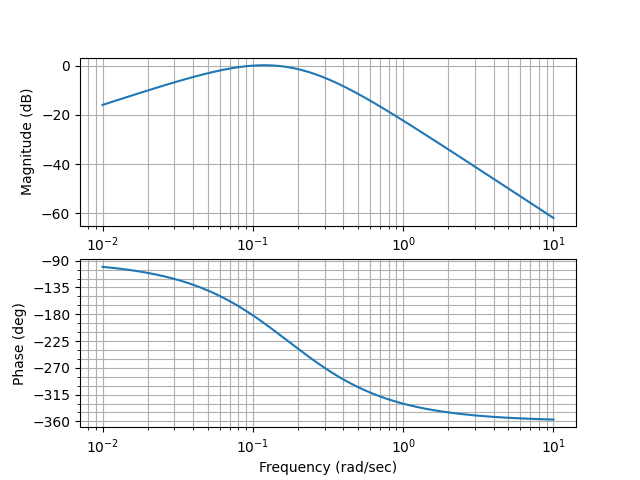 0
−20
−40
−60
Magnitude (dB)
10⁻² 10⁻¹ 10⁰ 10¹
−90
−135
−180
−225
−270
−315
−360
Phase (deg)
10⁻² 10⁻¹ 10⁰ 10¹
Frequency (rad/sec)